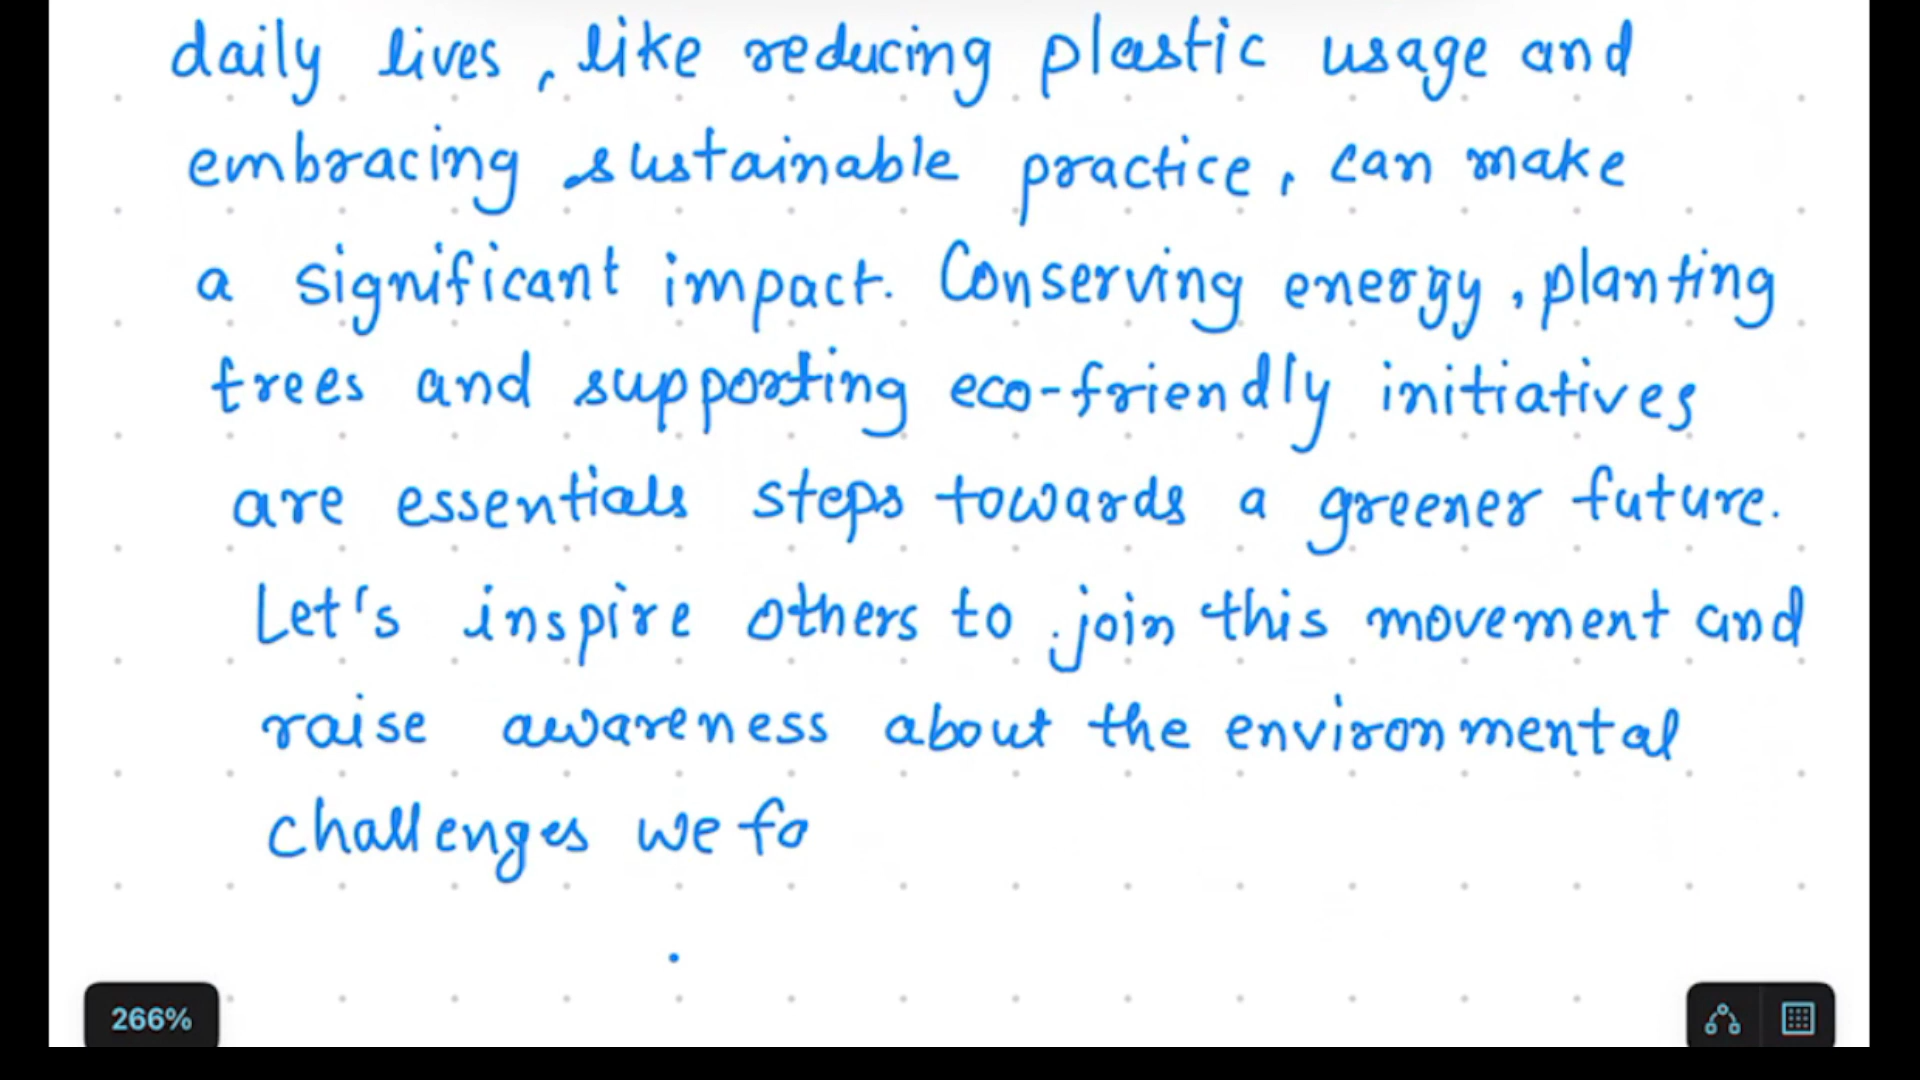 daily lives, like reducing plastic usage and
embracing sustainable practice, can make
a significant impact. Conserving energy, planting
trees and supporting eco-friendly initiatives
are essentials steps towards a greener future.
Let's inspire others to join this movement and
raise awareness about the environmental
challenges we fa
266%